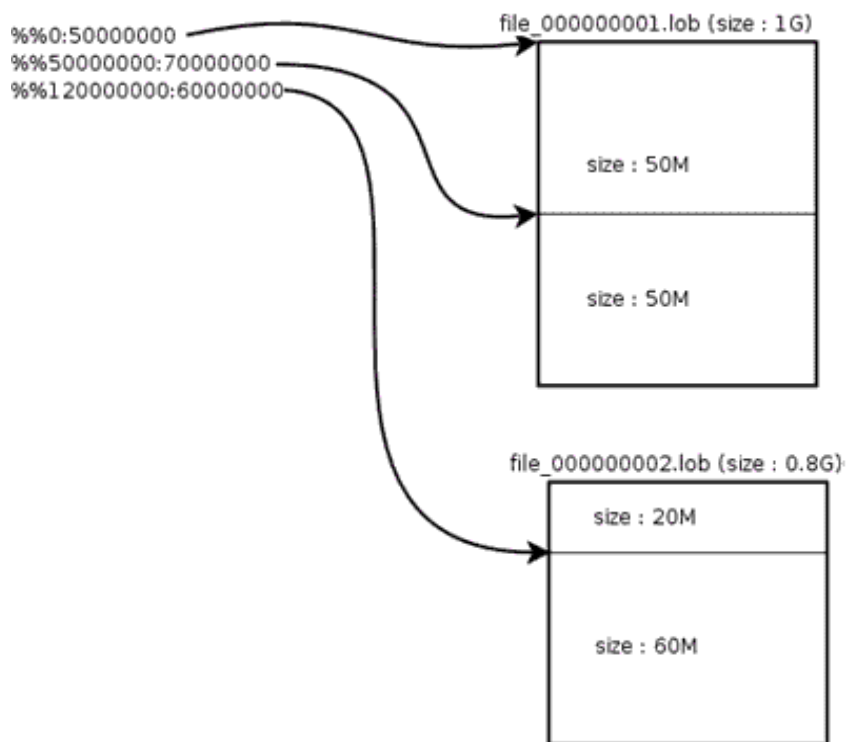 %%0:50000000
%%50000000:70000000
%%120000000:60000000
file_000000001.lob (size : 1G)
size : 50M
size : 50M
file_000000002.lob (size : 0.8G)
size : 20M
size : 60M